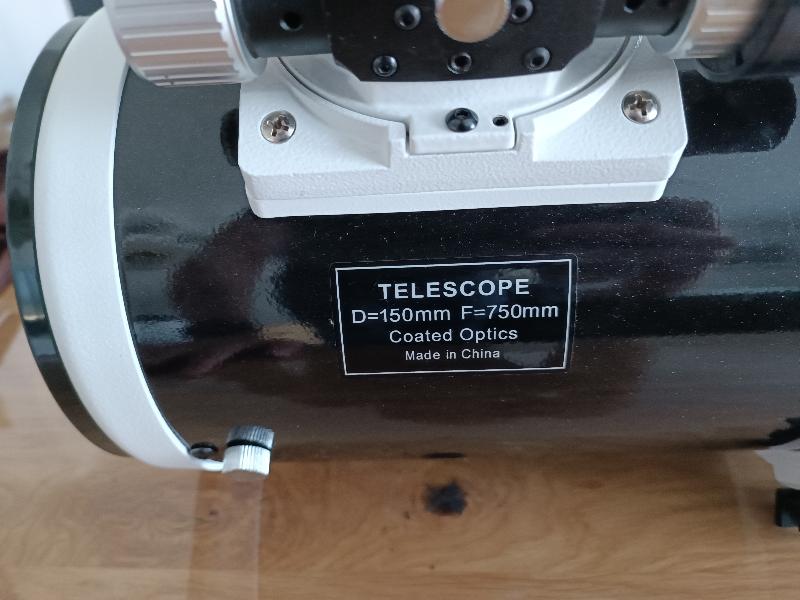 TELESCOPE
D=150mm F=750mm
Coated Optics
Made in China